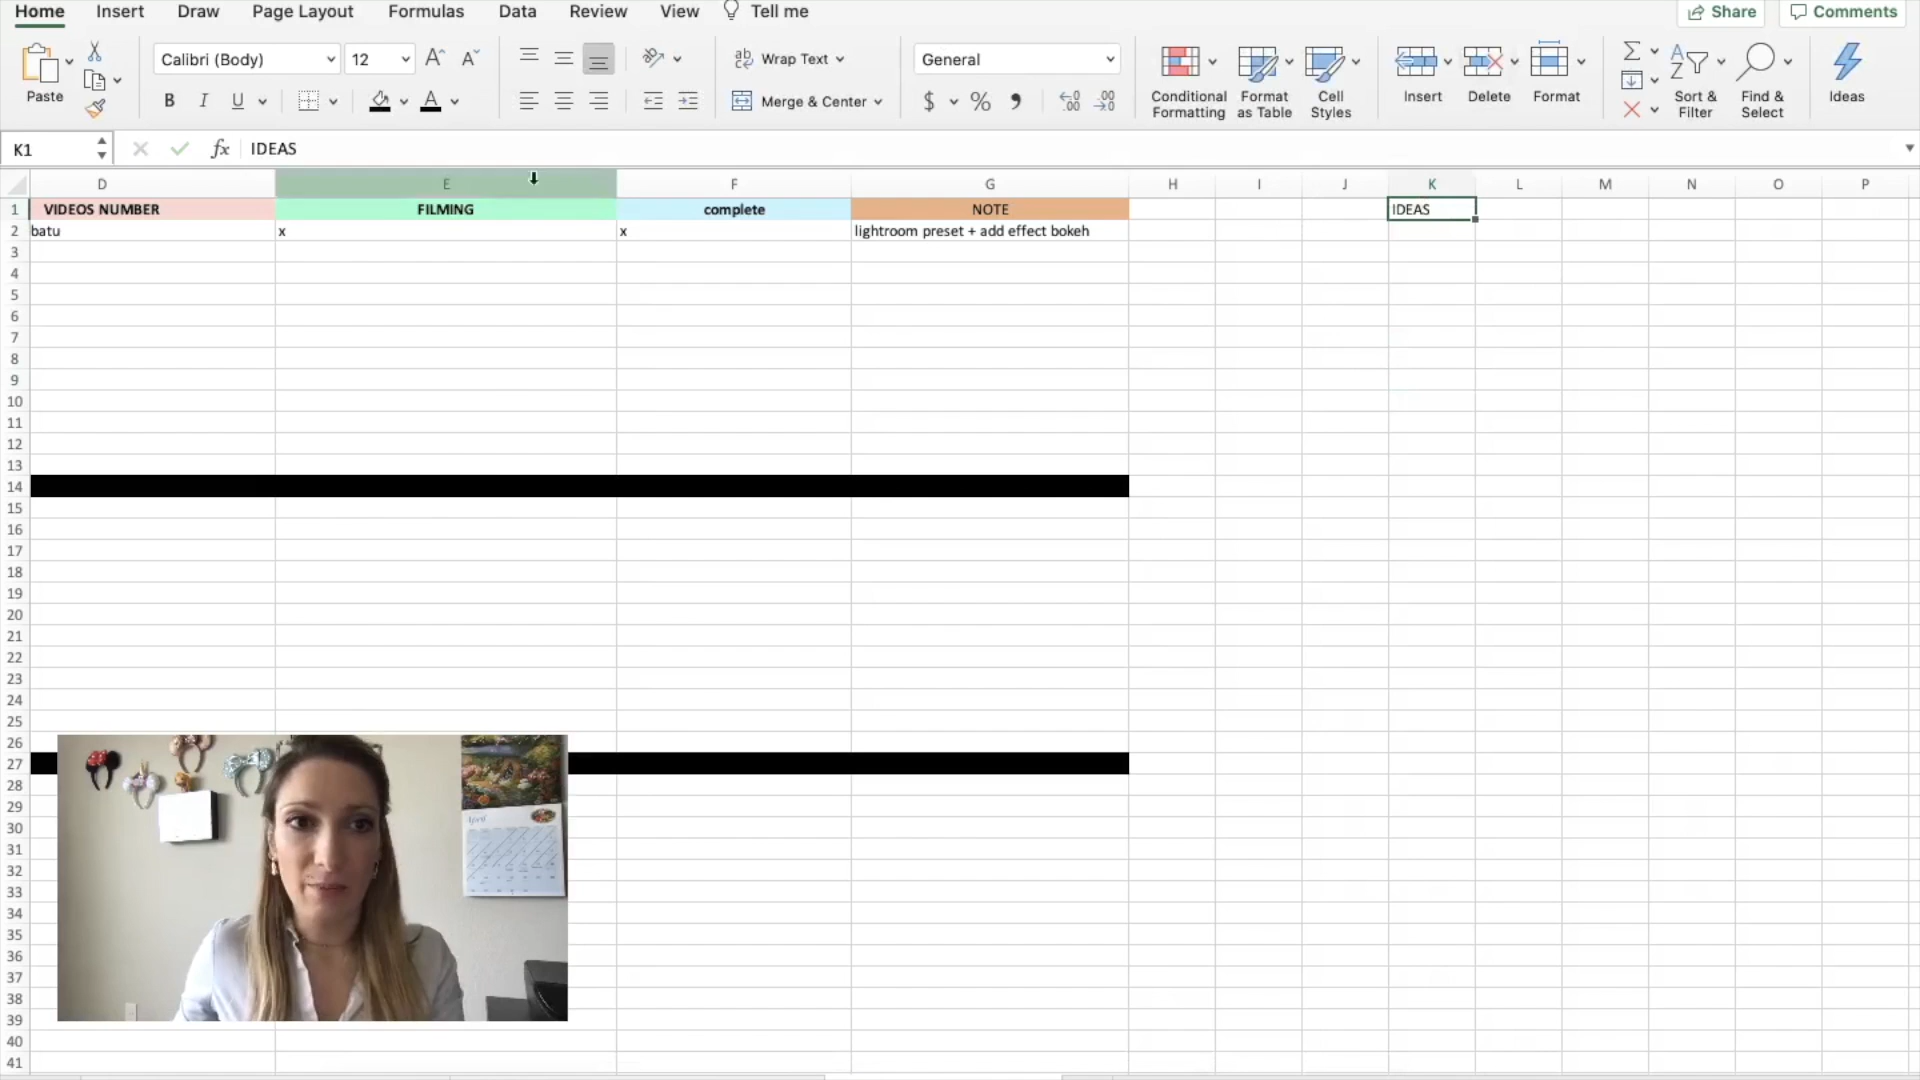 Home Insert Draw Page Layout Formulas Data Review View Tell me Share Comments
Paste
Calibri (Body) 12
B I U
A
Wrap Text
Merge & Center
General
$ % 
Conditional Formatting
Format as Table
Cell Styles
Insert
Delete
Format
Sort & Filter
Find & Select
Ideas
K1 fx IDEAS
D E F G H I J K L M N O P
1 VIDEOS NUMBER FILMING complete NOTE IDEAS
2 batu x x lightroom preset + add effect bokeh
3
4
5
6
7
8
9
10
11
12
13
14
15
16
17
18
19
20
21
22
23
24
25
26
27
28
29
30
31
32
33
34
35
36
37
38
39
40
41
April